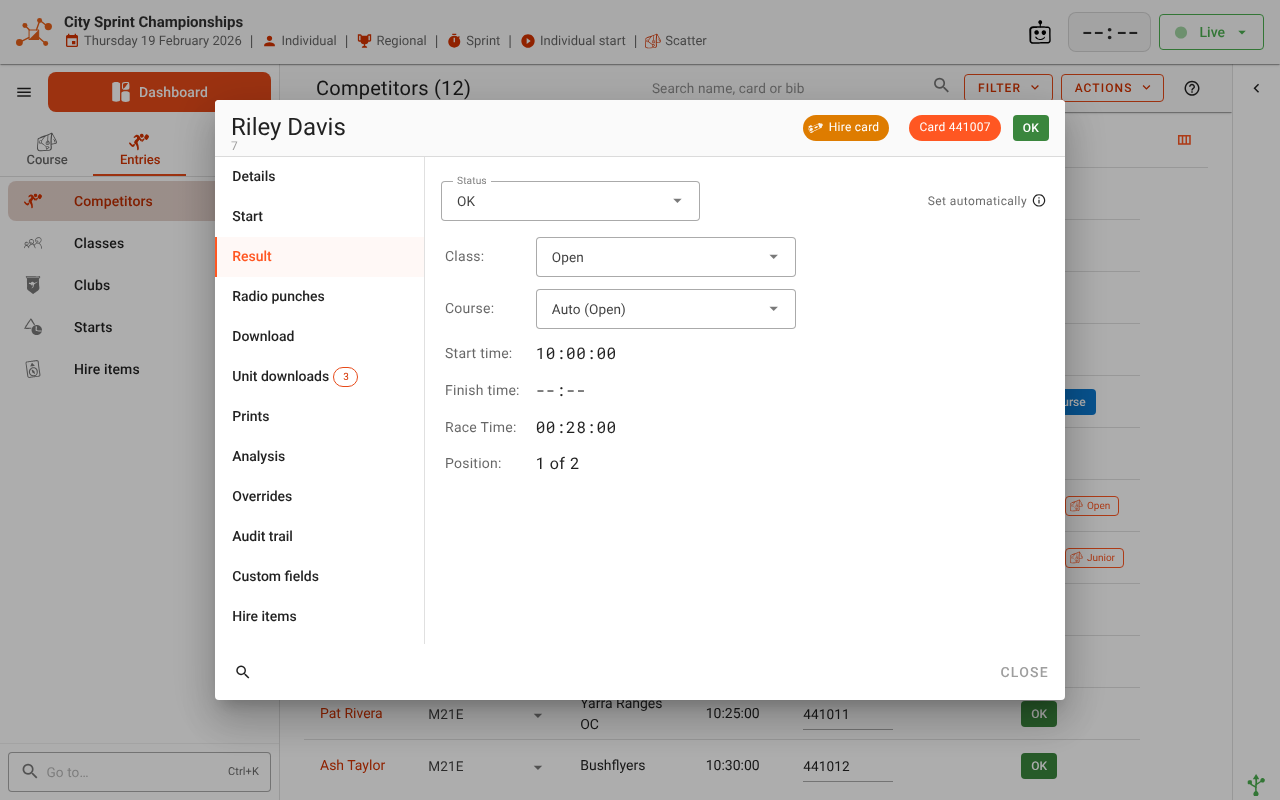 City Sprint Championships
Thursday 19 February 2026 | Individual | Regional | Sprint | Individual start | Scatter
--:--
Live
Dashboard
Competitors (12)
Search name, card or bib
FILTER
ACTIONS
Course
Entries
Competitors
Classes
Clubs
Starts
Hire items
Riley Davis
7
Hire card
Card 441007
OK
Details
Start
Result
Radio punches
Download
Unit downloads 3
Prints
Analysis
Overrides
Audit trail
Custom fields
Hire items
Status
OK
Set automatically
Class: Open
Course: Auto (Open)
Start time: 10:00:00
Finish time: --:--
Race Time: 00:28:00
Position: 1 of 2
CLOSE
urse
Open
Junior
Pat Rivera M21E Yarra Ranges OC 10:25:00 441011 OK
Ash Taylor M21E Bushflyers 10:30:00 441012 OK
Go to... Ctrl+K